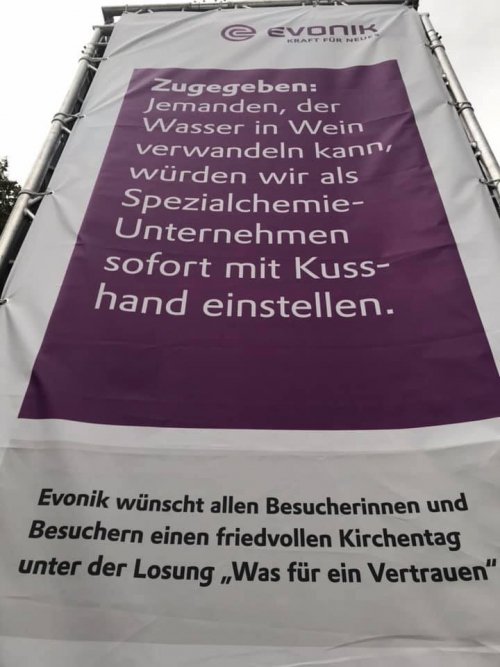 EVONIK
KRAFT FÜR NEUES
Zugegeben:
Jemanden, der
Wasser in Wein
verwandeln kann,
würden wir als
Spezialchemie-
Unternehmen
sofort mit Kuss-
hand einstellen.
Evonik wünscht allen Besucherinnen und
Besuchern einen friedvollen Kirchentag
unter der Losung „Was für ein Vertrauen“